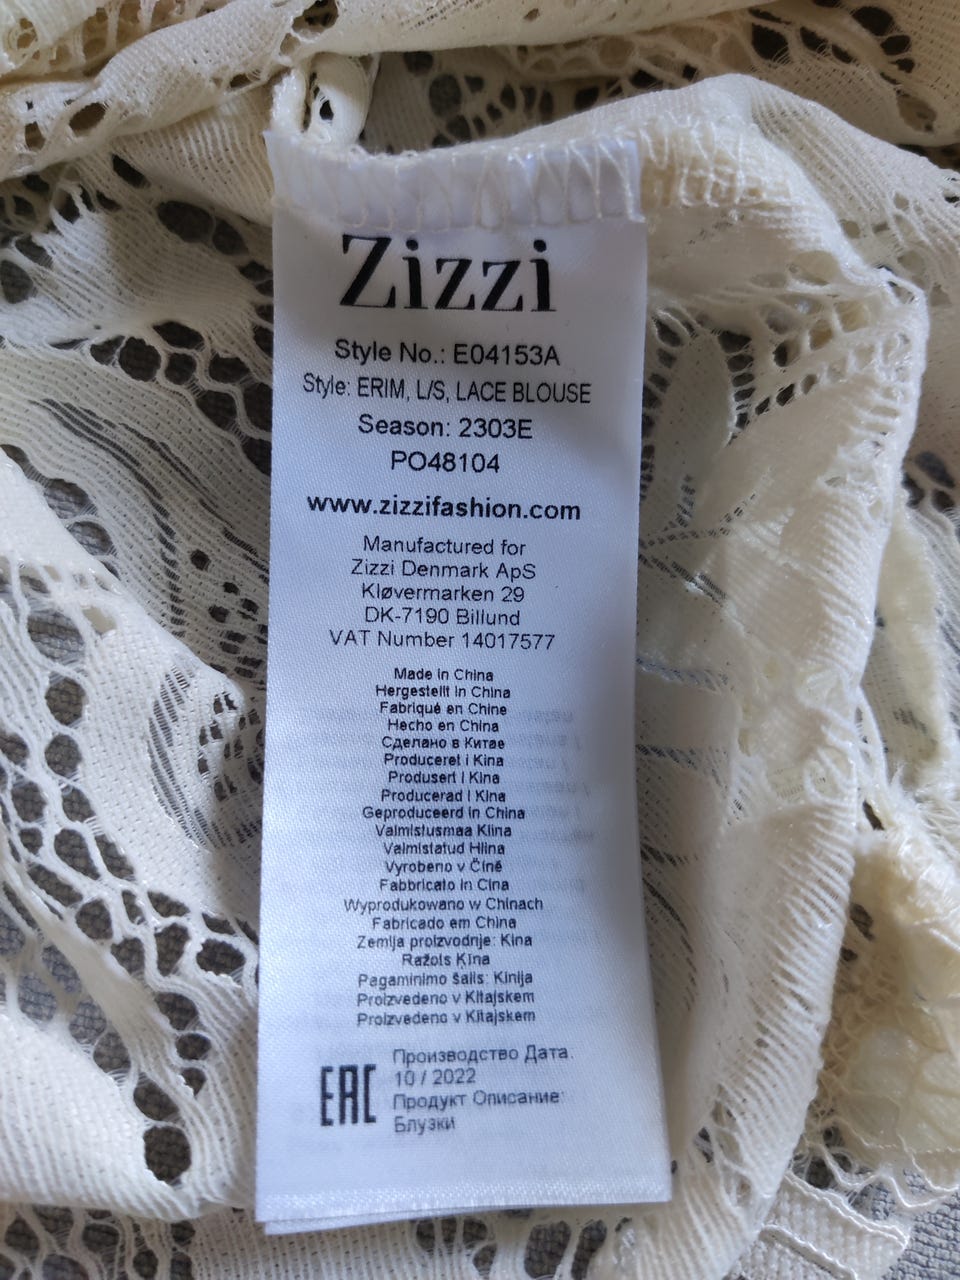 Zizzi
Style No.: E04153A
Style: ERIM, L/S, LACE BLOUSE
Season: 2303E
PO48104
www.zizzifashion.com
Manufactured for
Zizzi Denmark ApS
Kløvermarken 29
DK-7190 Billund
VAT Number 14017577
Made in China
Hergestellt in China
Fabriqué en Chine
Hecho en China
Сделано в Китае
Produceret i Kina
Produsert i Kina
Producerad i Kina
Geproduceerd in China
Valmistusmaa Kiina
Valmistatud Hiina
Vyrobeno v Číně
Fabbricato in Cina
Wyprodukowano w Chinach
Fabricado em China
Zemlja proizvodnje: Kina
Ražots Ķīna
Pagaminimo šalis: Kinija
Proizvedeno v Kitajskem
Proizvedeno v Kitajskem
EAC
Производство Дата:
10 / 2022
Продукт Описание:
Блузки